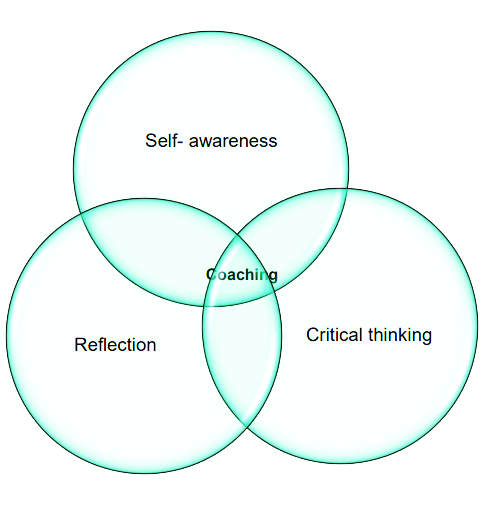 Self- awareness
Coaching
Critical thinking
Reflection